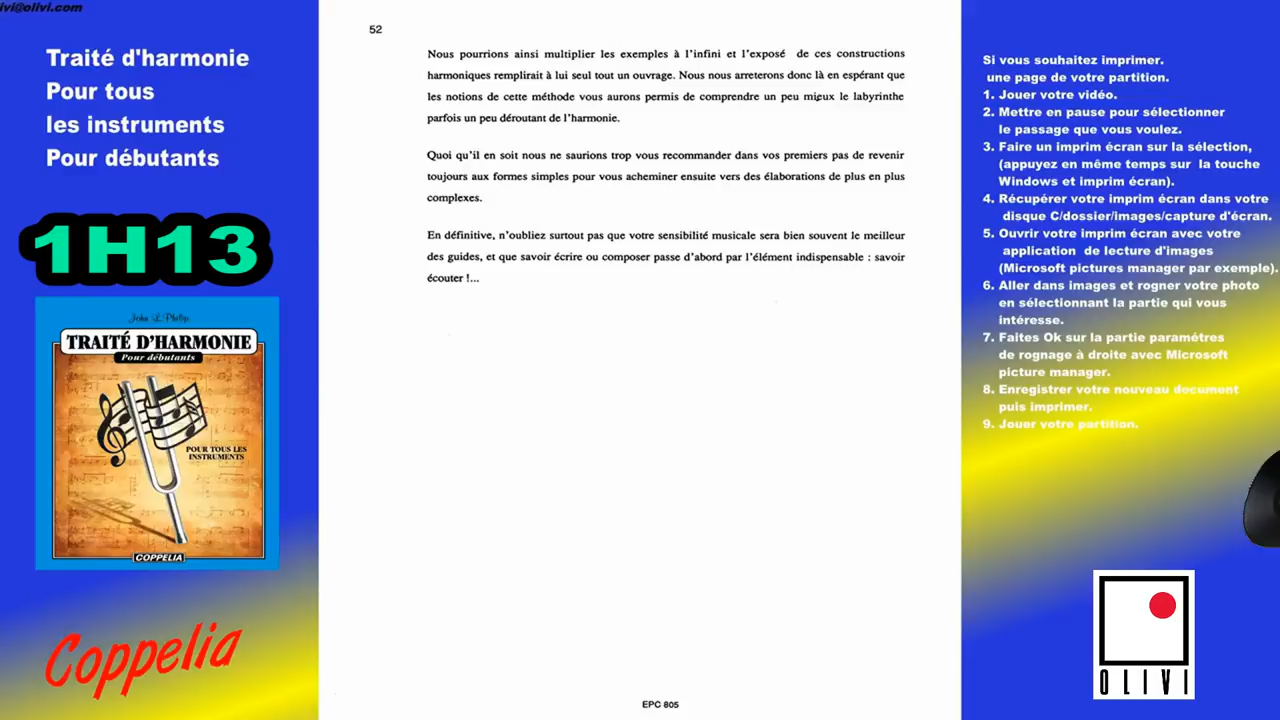 ivi@olivi.com
Traité d'harmonie
Pour tous
les instruments
Pour débutants
1H13
John L Philip
TRAITÉ D'HARMONIE
Pour débutants
POUR TOUS LES
INSTRUMENTS
COPPELIA
Coppelia
52
Nous pourrions ainsi multiplier les exemples à l'infini et l'exposé de ces constructions
harmoniques remplirait à lui seul tout un ouvrage. Nous nous arreterons donc là en espérant que
les notions de cette méthode vous aurons permis de comprendre un peu mieux le labyrinthe
parfois un peu déroutant de l'harmonie.
Quoi qu'il en soit nous ne saurions trop vous recommander dans vos premiers pas de revenir
toujours aux formes simples pour vous acheminer ensuite vers des élaborations de plus en plus
complexes.
En définitive, n'oubliez surtout pas que votre sensibilité musicale sera bien souvent le meilleur
des guides, et que savoir écrire ou composer passe d'abord par l'élément indispensable : savoir
écouter !...
EPC 805
Si vous souhaitez imprimer.
une page de votre partition.
1. Jouer votre vidéo.
2. Mettre en pause pour sélectionner
le passage que vous voulez.
3. Faire un imprim écran sur la sélection,
(appuyez en même temps sur la touche
Windows et imprim écran).
4. Récupérer votre imprim écran dans votre
disque C/dossier/images/capture d'écran.
5. Ouvrir votre imprim écran avec votre
application de lecture d'images
(Microsoft pictures manager par exemple).
6. Aller dans images et rogner votre photo
en sélectionnant la partie qui vous
intéresse.
7. Faites Ok sur la partie paramétres
de rognage à droite avec Microsoft
picture manager.
8. Enregistrer votre nouveau document
puis imprimer.
9. Jouer votre partition.
OLIVI